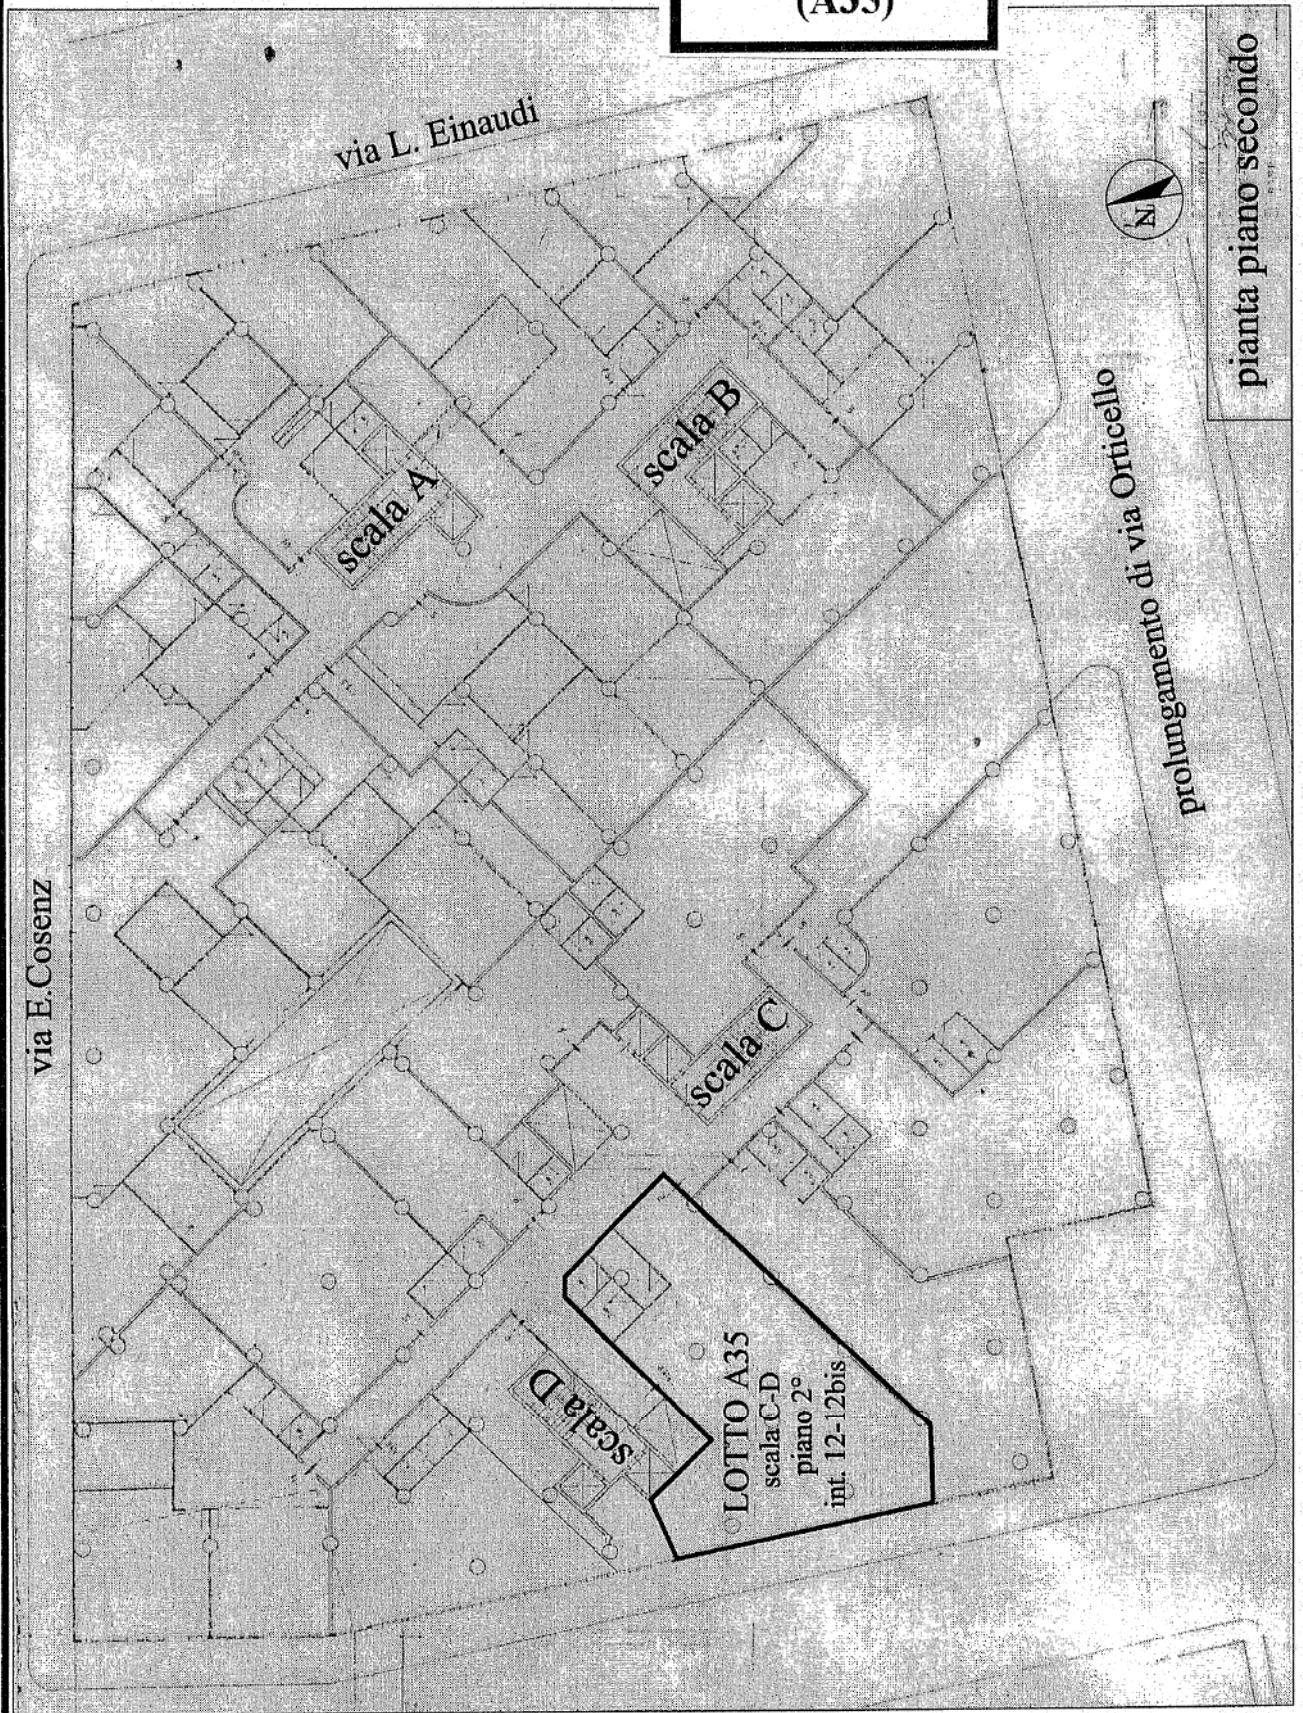 (A35)
via L. Einaudi
pianta piano secondo
N
scala A
scala B
prolungamento di via Orticello
via E.Cosenz
scala C
scala D
LOTTO A35
scala C-D
piano 2°
int. 12-12bis